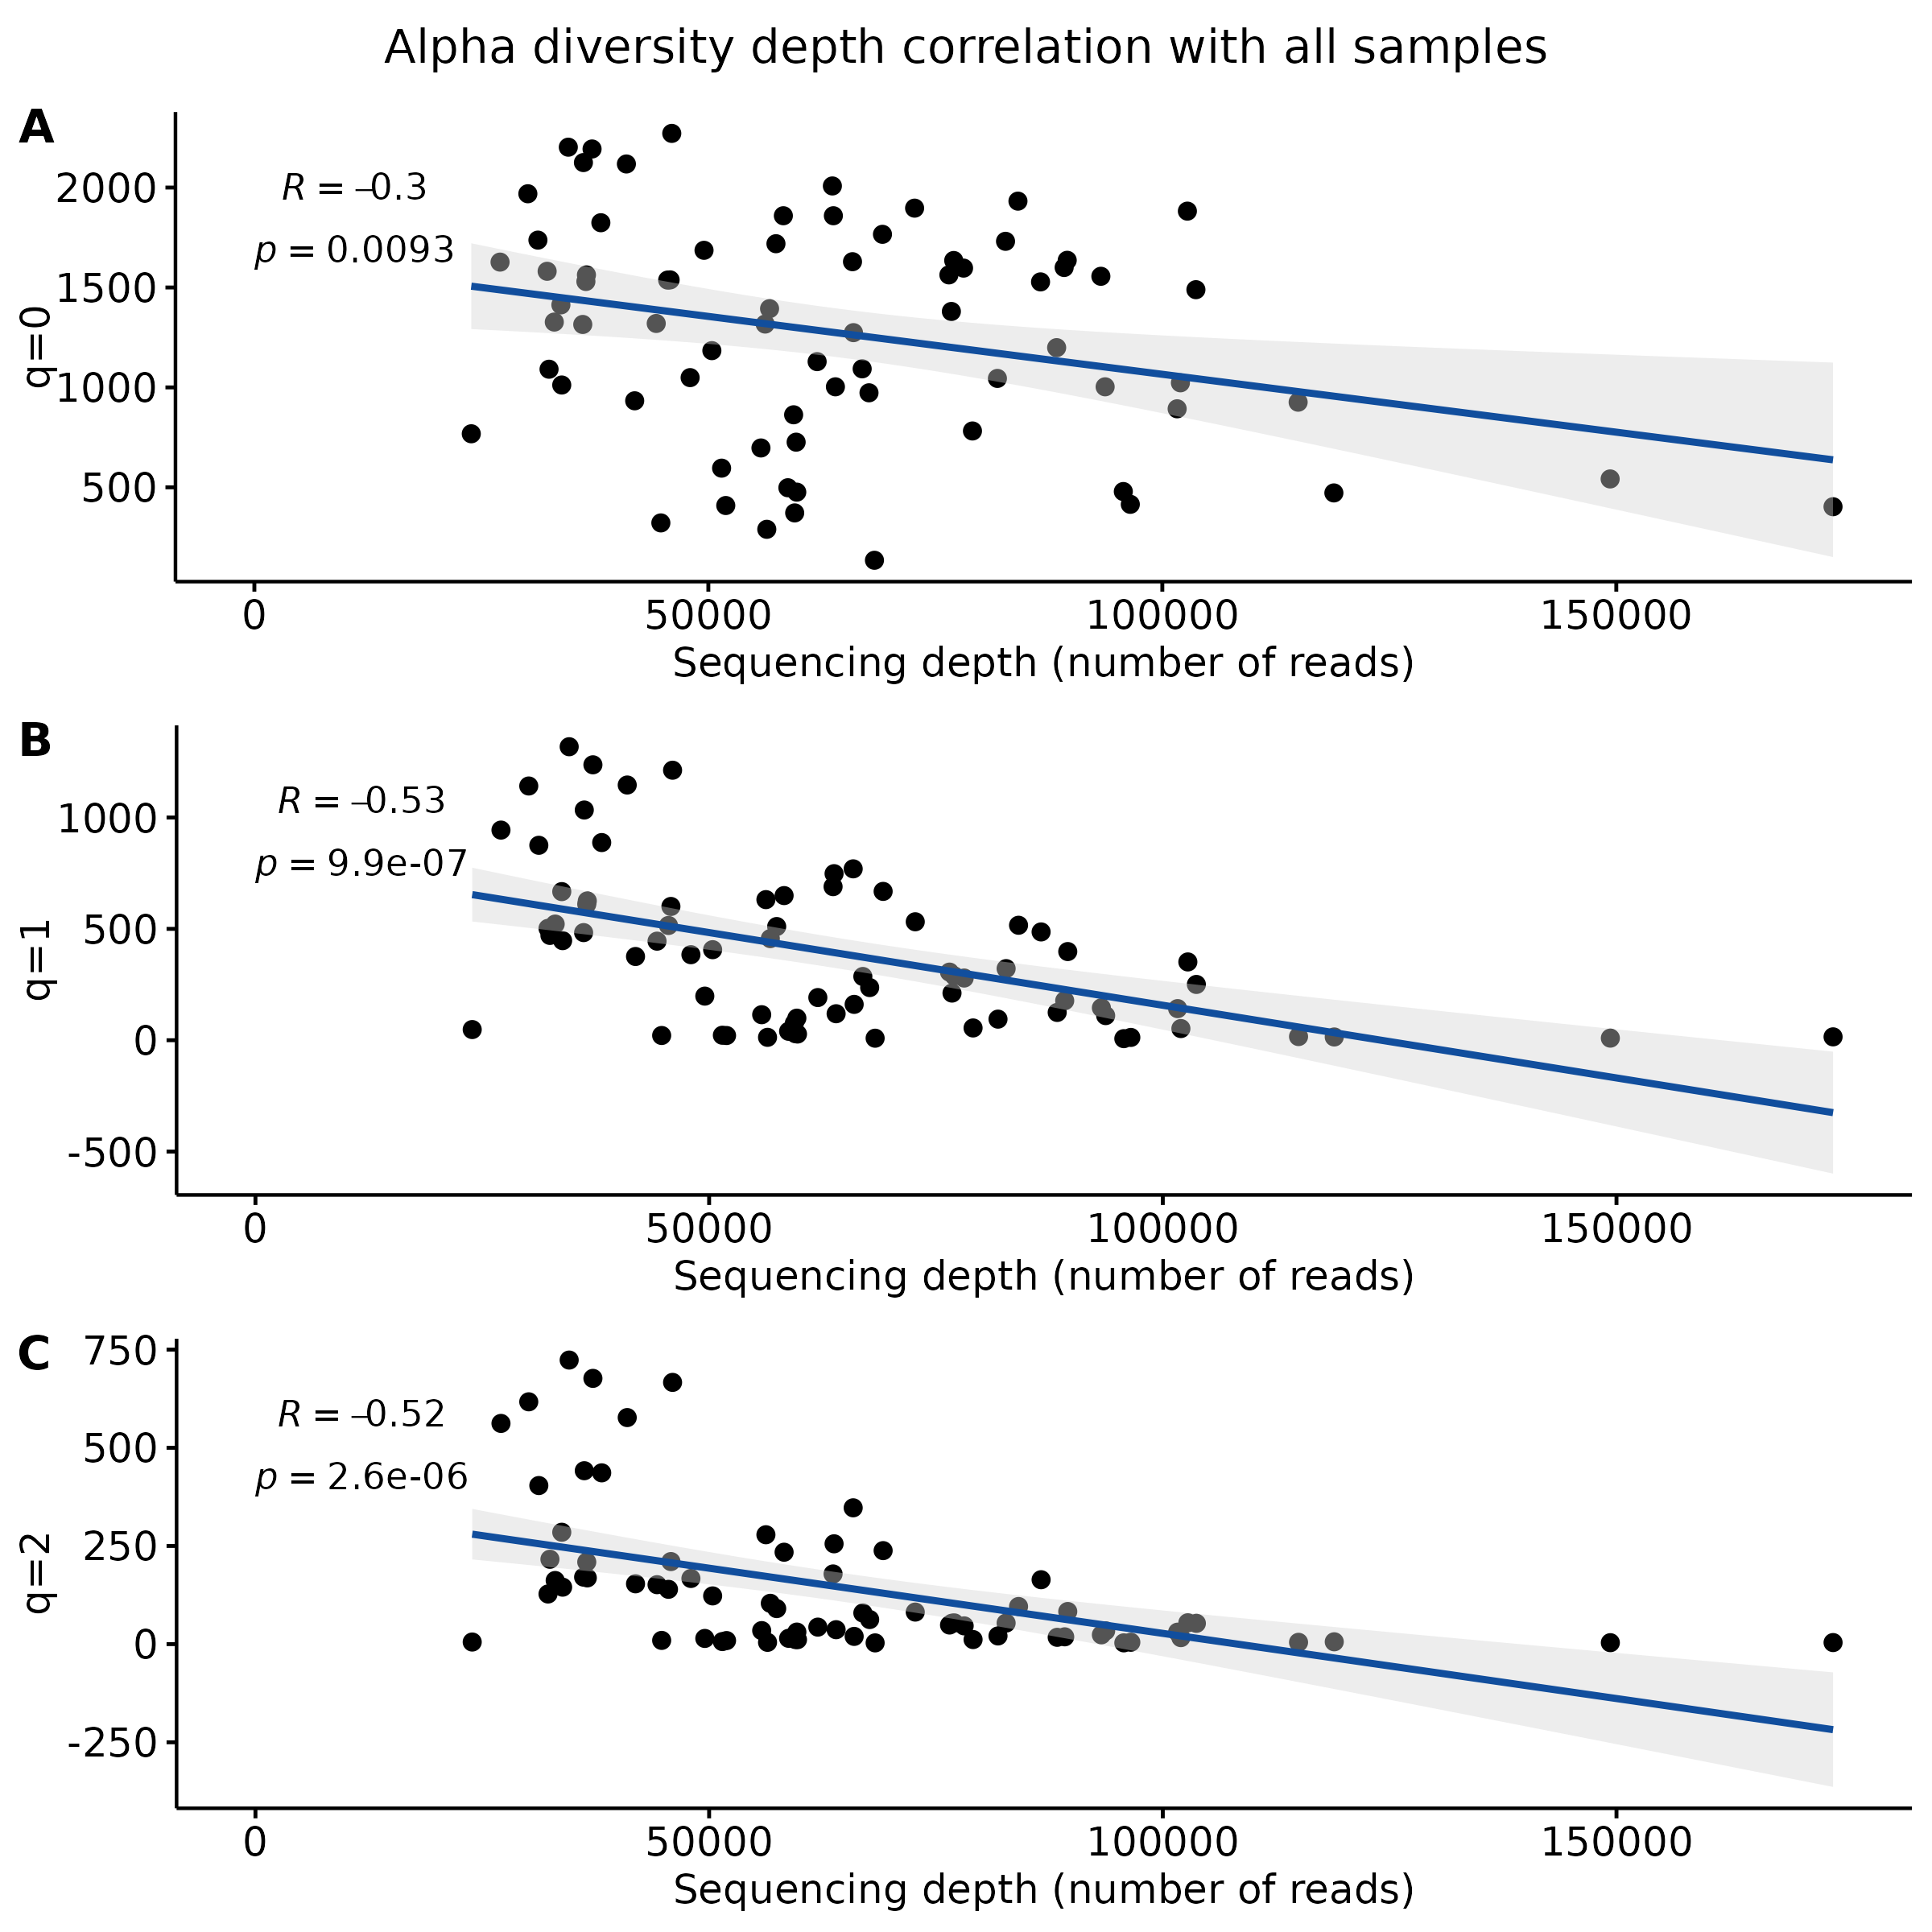 Alpha diversity depth correlation with all samples
A
2000
1500
1000
500
q=0
R = –0.3
p = 0.0093
0 50000 100000 150000
Sequencing depth (number of reads)
B
1000
500
0
-500
q=1
R = –0.53
p = 9.9e-07
0 50000 100000 150000
Sequencing depth (number of reads)
C
750
500
250
0
-250
q=2
R = –0.52
p = 2.6e-06
0 50000 100000 150000
Sequencing depth (number of reads)